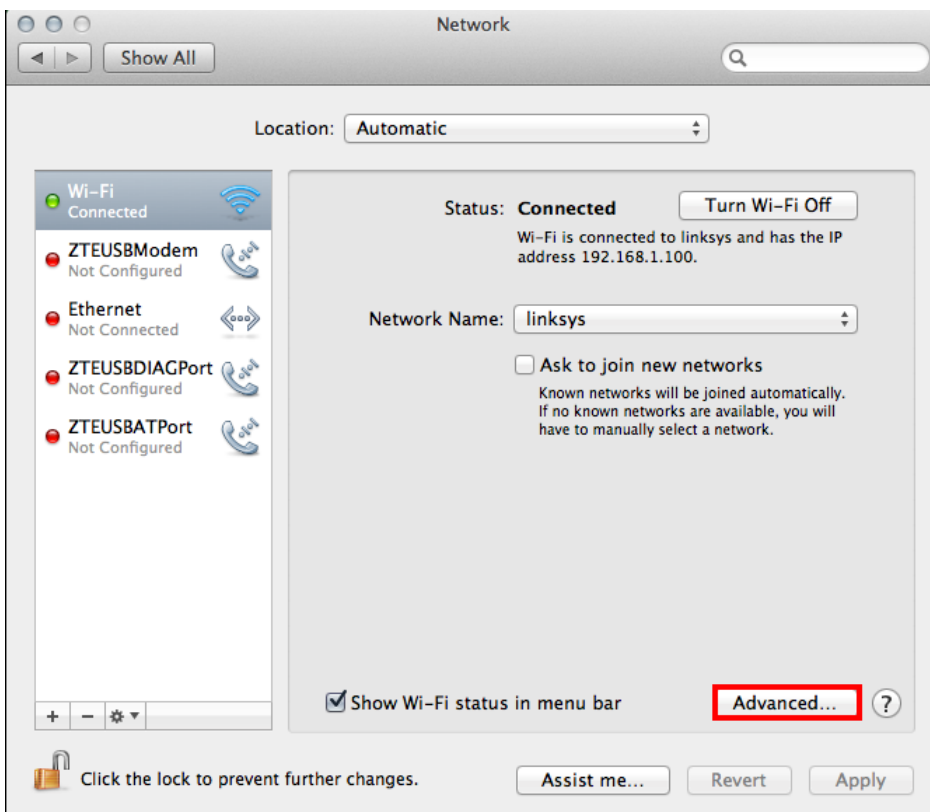 Network
Show All
Location: Automatic
Wi-Fi
Connected
ZTEUSBModem
Not Configured
Ethernet
Not Connected
ZTEUSBDIAGPort
Not Configured
ZTEUSBATPort
Not Configured
Status: Connected Turn Wi-Fi Off
Wi-Fi is connected to linksys and has the IP
address 192.168.1.100.
Network Name: linksys
Ask to join new networks
Known networks will be joined automatically.
If no known networks are available, you will
have to manually select a network.
Show Wi-Fi status in menu bar Advanced... ?
Click the lock to prevent further changes. Assist me... Revert Apply